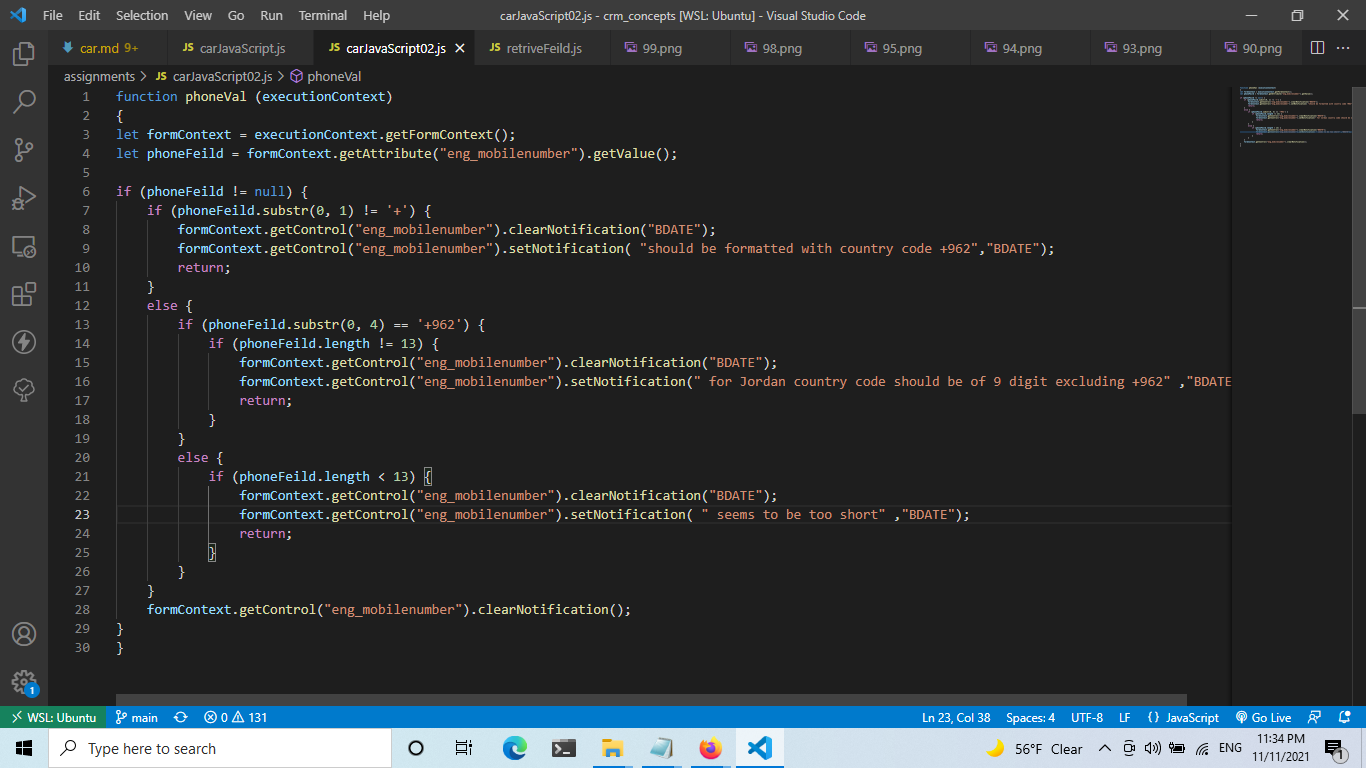 File Edit Selection View Go Run Terminal Help carJavaScript02.js - crm_concepts [WSL: Ubuntu] - Visual Studio Code
car.md 9+ JS carJavaScript.js JS carJavaScript02.js JS retriveFeild.js 99.png 98.png 95.png 94.png 93.png 90.png
assignments > JS carJavaScript02.js > phoneVal
1 function phoneVal (executionContext)
2 {
3 let formContext = executionContext.getFormContext();
4 let phoneFeild = formContext.getAttribute("eng_mobilenumber").getValue();
5
6 if (phoneFeild != null) {
7 if (phoneFeild.substr(0, 1) != '+') {
8 formContext.getControl("eng_mobilenumber").clearNotification("BDATE");
9 formContext.getControl("eng_mobilenumber").setNotification( "should be formatted with country code +962","BDATE");
10 return;
11 }
12 else {
13 if (phoneFeild.substr(0, 4) == '+962') {
14 if (phoneFeild.length != 13) {
15 formContext.getControl("eng_mobilenumber").clearNotification("BDATE");
16 formContext.getControl("eng_mobilenumber").setNotification(" for Jordan country code should be of 9 digit excluding +962" ,"BDATE
17 return;
18 }
19 }
20 else {
21 if (phoneFeild.length < 13) {
22 formContext.getControl("eng_mobilenumber").clearNotification("BDATE");
23 formContext.getControl("eng_mobilenumber").setNotification( " seems to be too short" ,"BDATE");
24 return;
25 }
26 }
27 }
28 formContext.getControl("eng_mobilenumber").clearNotification();
29 }
30 }
1
WSL: Ubuntu main 0 131 Ln 23, Col 38 Spaces: 4 UTF-8 LF {} JavaScript Go Live
Type here to search 56°F Clear ENG 11:34 PM
11/11/2021 1